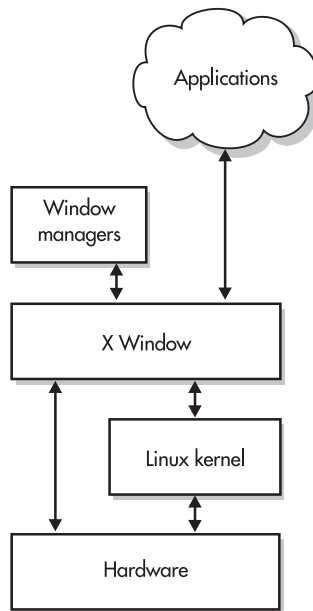 Applications
Window
managers
X Window
Linux kernel
Hardware